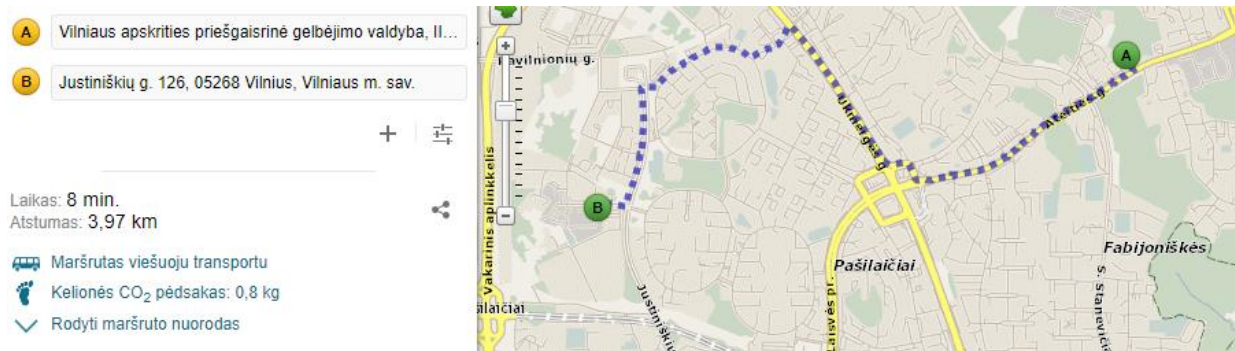 A
Vilniaus apskrities priešgaisrinė gelbėjimo valdyba, II...
B
Justiniškių g. 126, 05268 Vilnius, Vilniaus m. sav.
Laikas: 8 min.
Atstumas: 3,97 km
Maršrutas viešuoju transportu
Kelionės CO2 pėdsakas: 0,8 kg
Rodyti maršruto nuorodas
Pavilnionių g.
Vakarinis aplinkkelis
Ukmergės g.
Ateities g.
A
B
Pašilaičiai
Fabijoniškės
Laisvės pr.